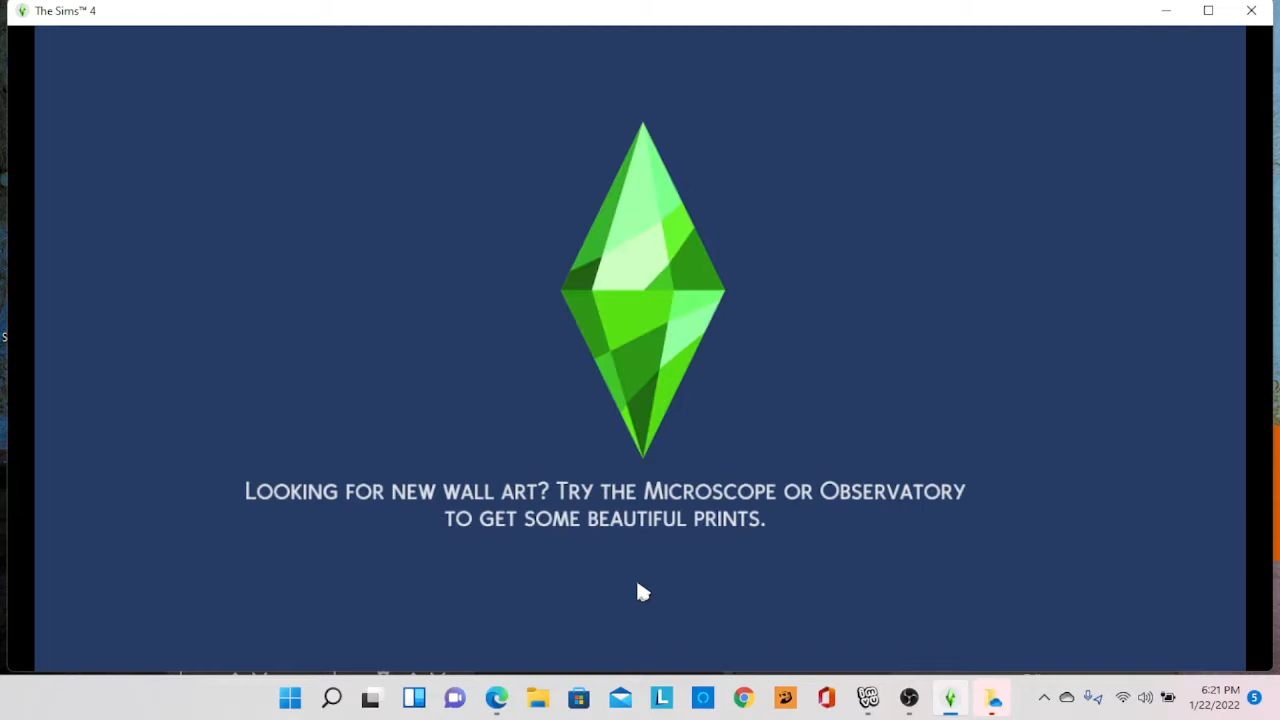 The Sims™ 4
Looking for new wall art? Try the Microscope or Observatory
to get some beautiful prints.
S
L
6:21 PM
1/22/2022
5